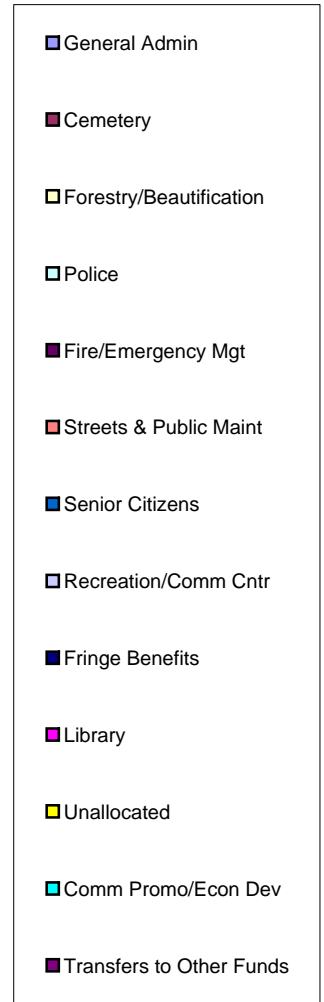 General Admin
Cemetery
Forestry/Beautification
Police
Fire/Emergency Mgt
Streets & Public Maint
Senior Citizens
Recreation/Comm Cntr
Fringe Benefits
Library
Unallocated
Comm Promo/Econ Dev
Transfers to Other Funds